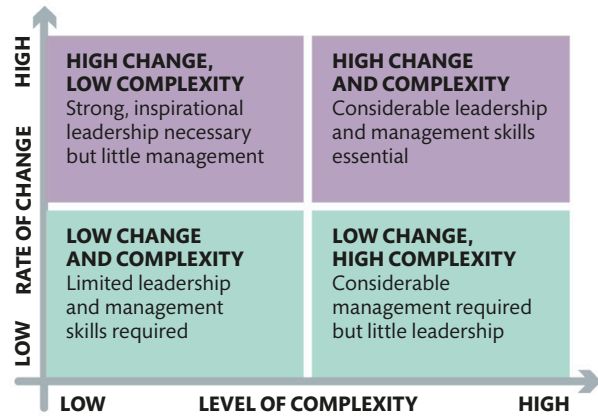 HIGH CHANGE,
LOW COMPLEXITY
Strong, inspirational
leadership necessary
but little management
HIGH CHANGE
AND COMPLEXITY
Considerable leadership
and management skills
essential
LOW CHANGE
AND COMPLEXITY
Limited leadership
and management
skills required
LOW CHANGE,
HIGH COMPLEXITY
Considerable
management required
but little leadership
LOW RATE OF CHANGE HIGH
LOW LEVEL OF COMPLEXITY HIGH